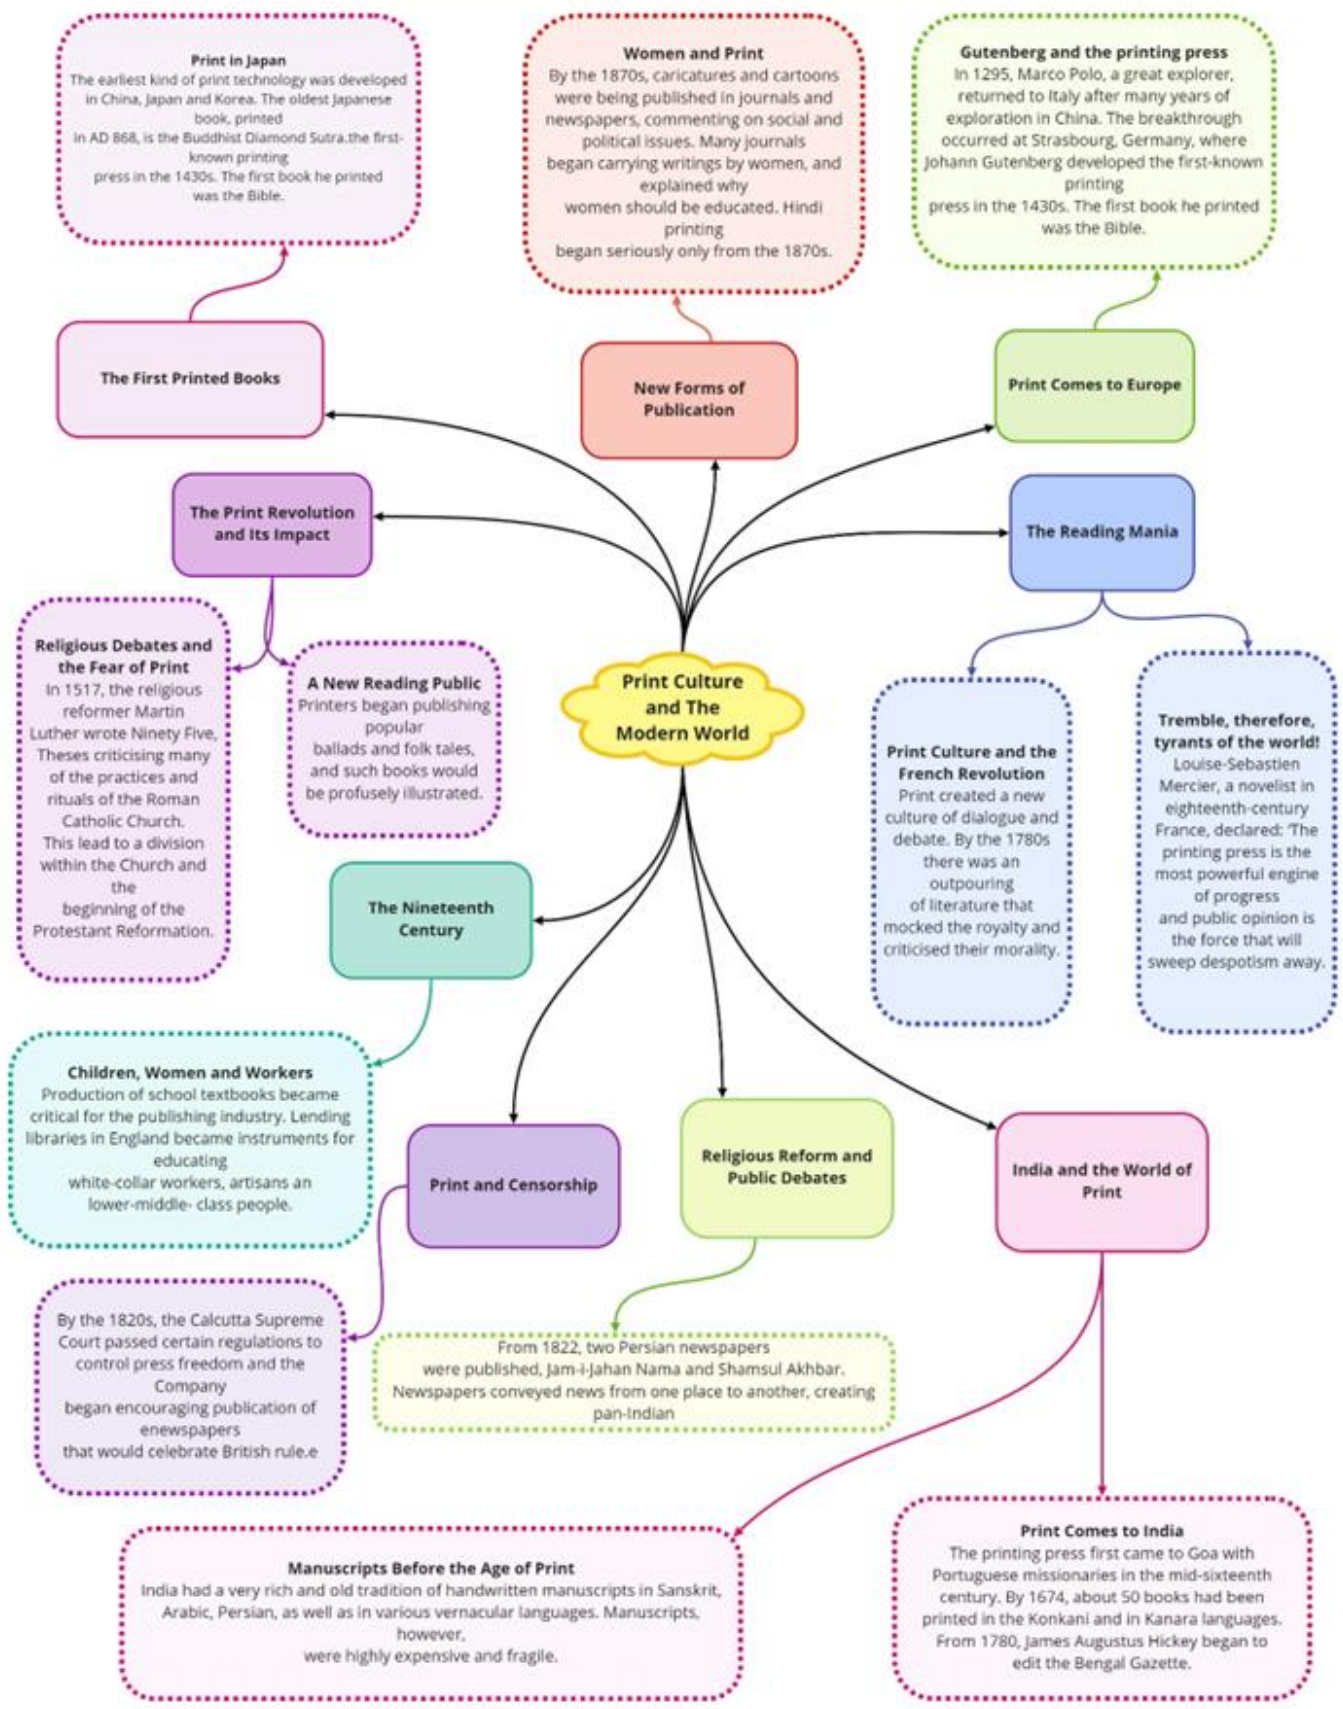 Print in Japan
The earliest kind of print technology was developed
in China, Japan and Korea. The oldest Japanese
book, printed
in AD 868, is the Buddhist Diamond Sutra.the first-
known printing
press in the 1430s. The first book he printed
was the Bible.
Women and Print
By the 1870s, caricatures and cartoons
were being published in journals and
newspapers, commenting on social and
political issues. Many journals
began carrying writings by women, and
explained why
women should be educated. Hindi
printing
began seriously only from the 1870s.
Gutenberg and the printing press
In 1295, Marco Polo, a great explorer,
returned to Italy after many years of
exploration in China. The breakthrough
occurred at Strasbourg, Germany, where
Johann Gutenberg developed the first-known
printing
press in the 1430s. The first book he printed
was the Bible.
The First Printed Books
New Forms of
Publication
Print Comes to Europe
The Print Revolution
and Its Impact
The Reading Mania
Religious Debates and
the Fear of Print
In 1517, the religious
reformer Martin
Luther wrote Ninety Five,
Theses criticising many
of the practices and
rituals of the Roman
Catholic Church.
This lead to a division
within the Church and
the
beginning of the
Protestant Reformation.
A New Reading Public
Printers began publishing
popular
ballads and folk tales,
and such books would
be profusely illustrated.
Print Culture
and The
Modern World
Print Culture and the
French Revolution
Print created a new
culture of dialogue and
debate. By the 1780s
there was an
outpouring
of literature that
mocked the royalty and
criticised their morality.
Tremble, therefore,
tyrants of the world!
Louise-Sebastien
Mercier, a novelist in
eighteenth-century
France, declared: ‘The
printing press is the
most powerful engine
of progress
and public opinion is
the force that will
sweep despotism away.
The Nineteenth
Century
Children, Women and Workers
Production of school textbooks became
critical for the publishing industry. Lending
libraries in England became instruments for
educating
white-collar workers, artisans an
lower-middle- class people.
Print and Censorship
Religious Reform and
Public Debates
India and the World of
Print
By the 1820s, the Calcutta Supreme
Court passed certain regulations to
control press freedom and the
Company
began encouraging publication of
enewspapers
that would celebrate British rule.e
From 1822, two Persian newspapers
were published, Jam-i-Jahan Nama and Shamsul Akhbar.
Newspapers conveyed news from one place to another, creating
pan-Indian
Manuscripts Before the Age of Print
India had a very rich and old tradition of handwritten manuscripts in Sanskrit,
Arabic, Persian, as well as in various vernacular languages. Manuscripts,
however,
were highly expensive and fragile.
Print Comes to India
The printing press first came to Goa with
Portuguese missionaries in the mid-sixteenth
century. By 1674, about 50 books had been
printed in the Konkani and in Kanara languages.
From 1780, James Augustus Hickey began to
edit the Bengal Gazette.